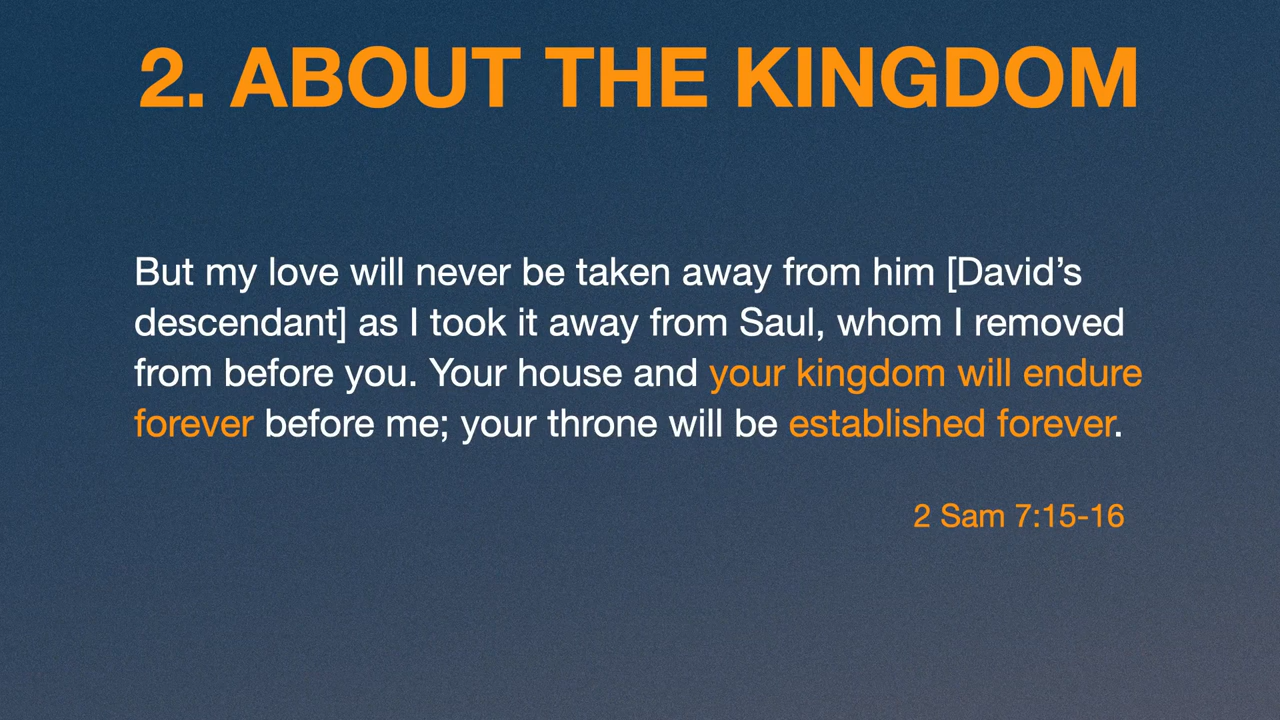 2. ABOUT THE KINGDOM
But my love will never be taken away from him [David’s
descendant] as I took it away from Saul, whom I removed
from before you. Your house and your kingdom will endure
forever before me; your throne will be established forever.
2 Sam 7:15-16